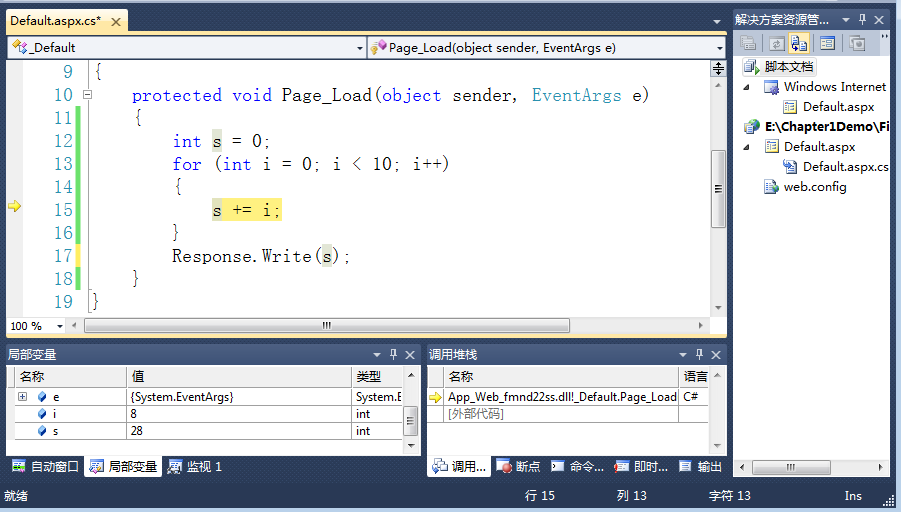 Default.aspx.cs*
_Default
Page_Load(object sender, EventArgs e)
9 {
10 protected void Page_Load(object sender, EventArgs e)
11 {
12 int s = 0;
13 for (int i = 0; i < 10; i++)
14 {
15 s += i;
16 }
17 Response.Write(s);
18 }
19 }
100 %
解决方案资源管...
脚本文档
Windows Internet
Default.aspx
E:\Chapter1Demo\Fi
Default.aspx
Default.aspx.cs
web.config
局部变量
名称 值 类型
e {System.EventArgs} System.E
i 8 int
s 28 int
自动窗口 局部变量 监视 1
调用堆栈
名称 语言
App_Web_fmnd22ss.dll!_Default.Page_Load C#
[外部代码]
调用... 断点 命令... 即时... 输出
就绪 行 15 列 13 字符 13 Ins